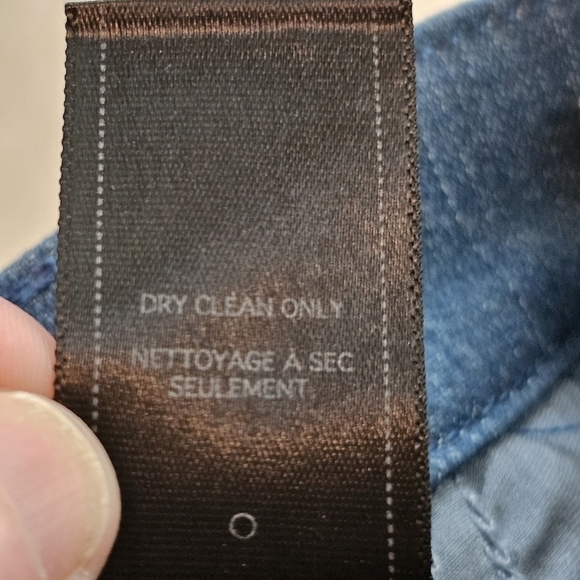 DRY CLEAN ONLY
NETTOYAGE À SEC
SEULEMENT